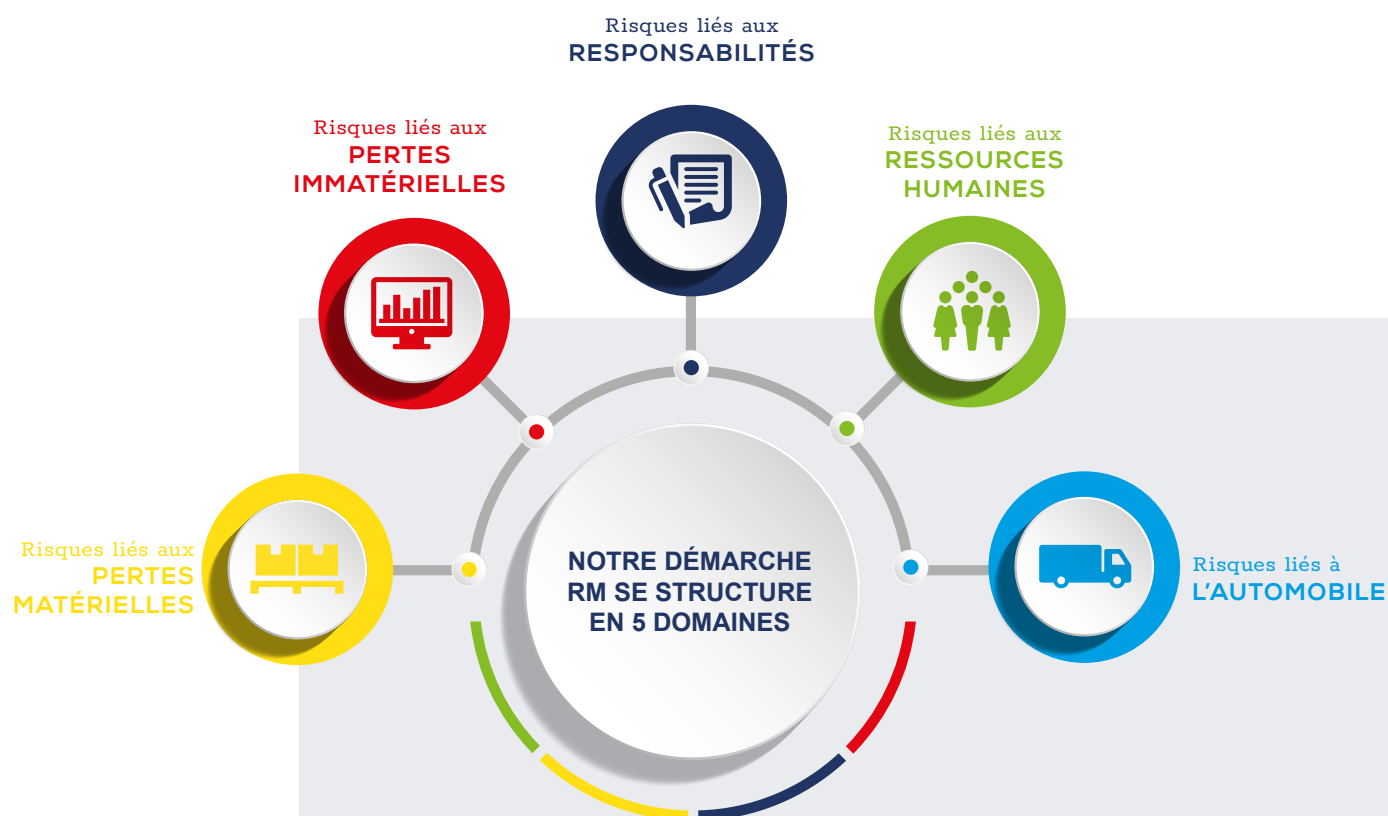 Risques liés aux
RESPONSABILITÉS
Risques liés aux
PERTES
IMMATÉRIELLES
Risques liés aux
RESSOURCES
HUMAINES
Risques liés aux
PERTES
MATÉRIELLES
NOTRE DÉMARCHE
RM SE STRUCTURE
EN 5 DOMAINES
Risques liés à
L'AUTOMOBILE